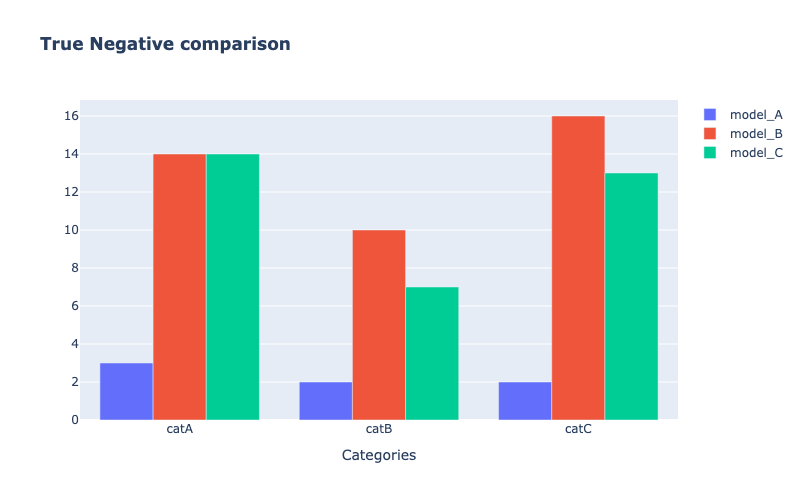 True Negative comparison
16
14
12
10
8
6
4
2
0
catA
catB
catC
Categories
model_A
model_B
model_C